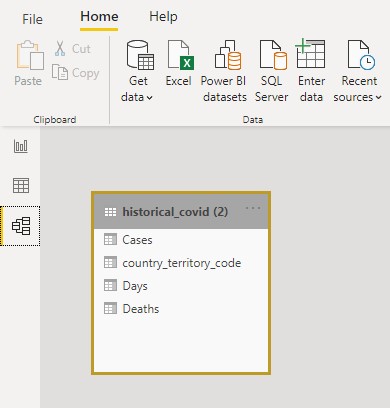 File Home Help
Paste
Cut
Copy
Clipboard
Get data
Excel
Power BI datasets
SQL Server
Enter data
Recent sources
Data
historical_covid (2)
Cases
country_territory_code
Days
Deaths